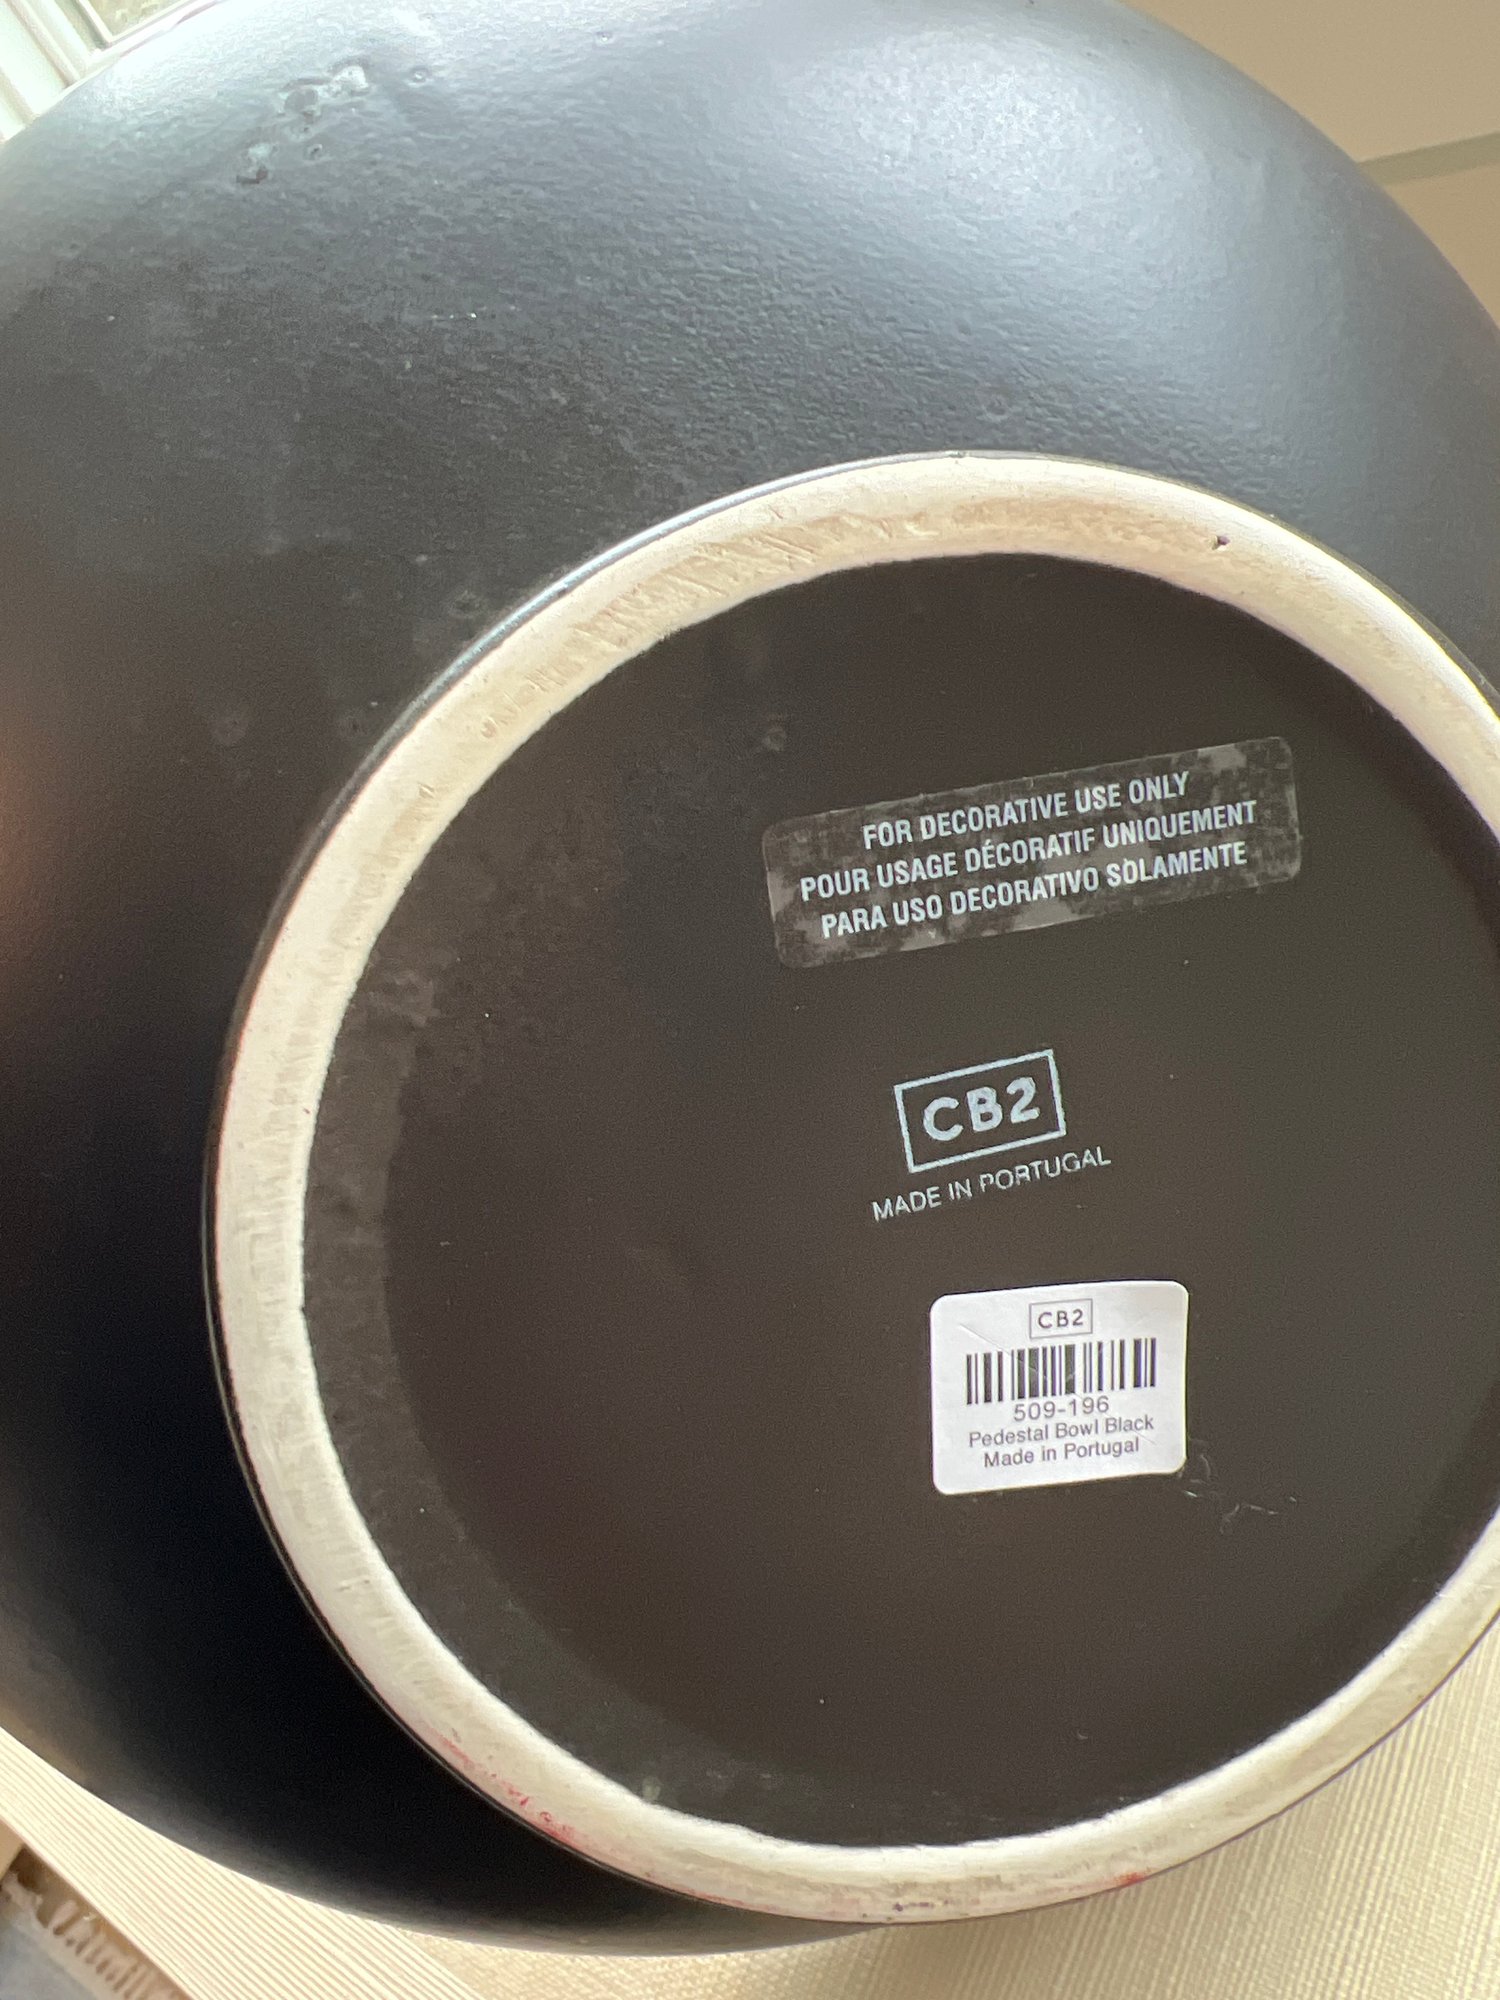 FOR DECORATIVE USE ONLY
POUR USAGE DÉCORATIF UNIQUEMENT
PARA USO DECORATIVO SOLAMENTE
CB2
MADE IN PORTUGAL
CB2
509-196
Pedestal Bowl Black
Made in Portugal